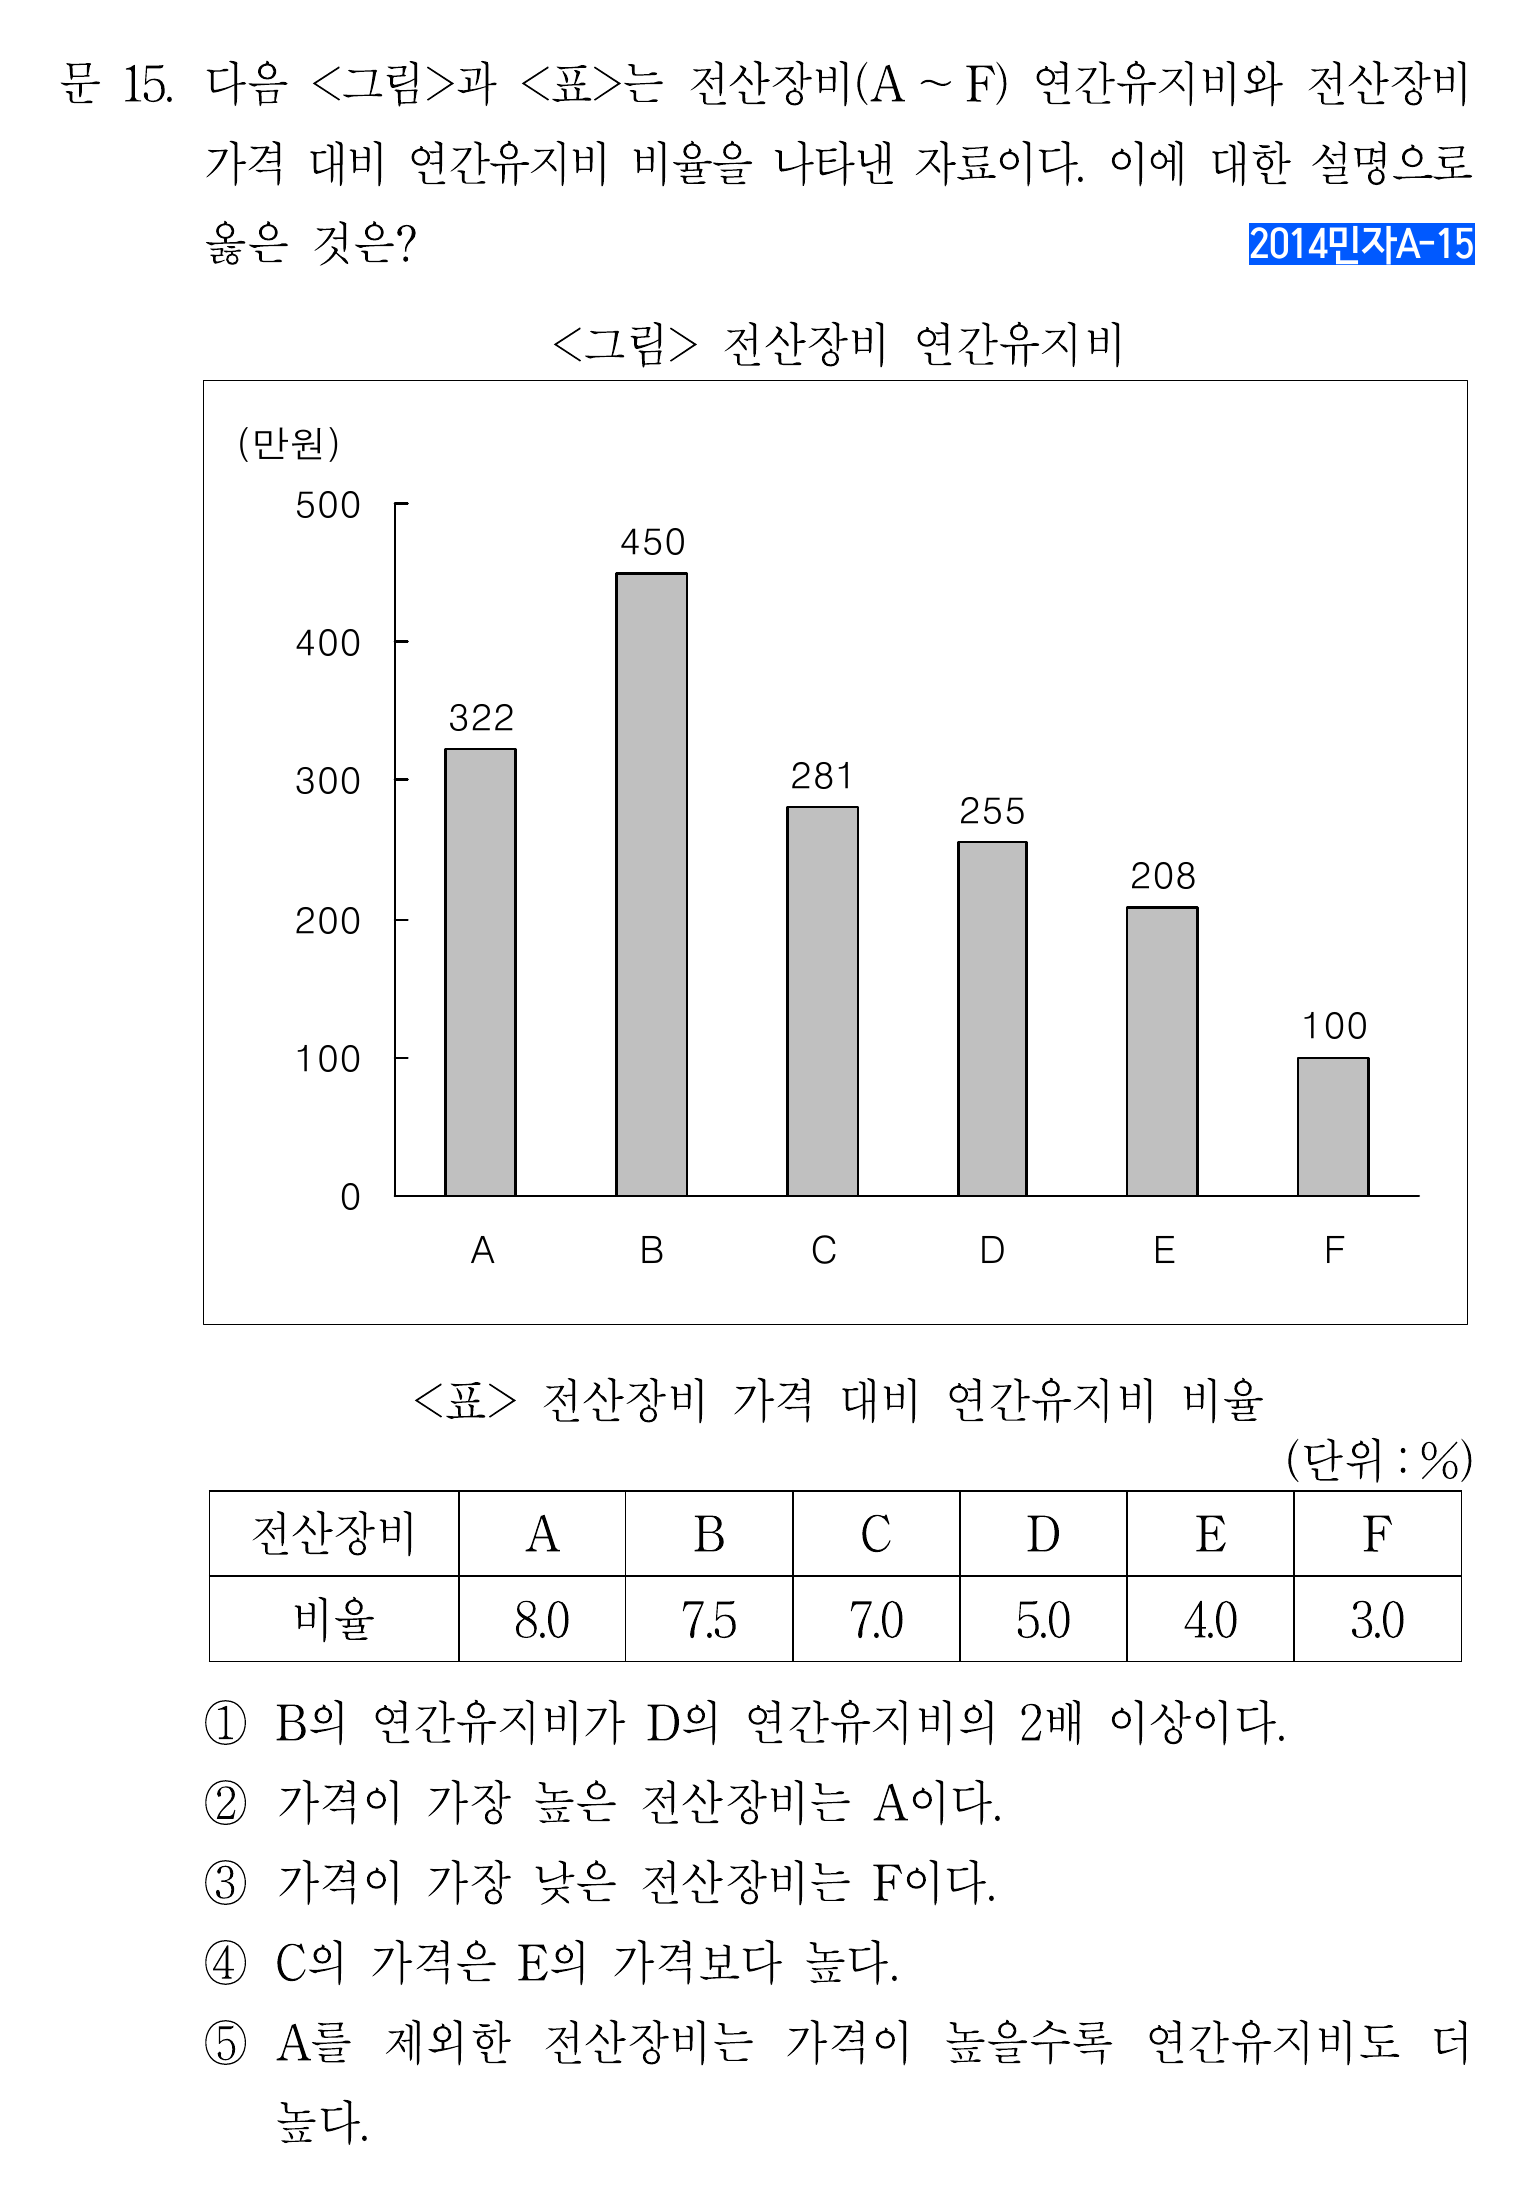 문 15. 다음 <그림>과 <표>는 전산장비(A ~ F) 연간유지비와 전산장비
가격 대비 연간유지비 비율을 나타낸 자료이다. 이에 대한 설명으로
옳은 것은?
2014민자A-15
<그림> 전산장비 연간유지비
(만원)
500
400
300
200
100
0
322
450
281
255
208
100
A B C D E F
<표> 전산장비 가격 대비 연간유지비 비율
(단위 : %)
전산장비 A B C D E F
비율 8.0 7.5 7.0 5.0 4.0 3.0
① B의 연간유지비가 D의 연간유지비의 2배 이상이다.
② 가격이 가장 높은 전산장비는 A이다.
③ 가격이 가장 낮은 전산장비는 F이다.
④ C의 가격은 E의 가격보다 높다.
⑤ A를 제외한 전산장비는 가격이 높을수록 연간유지비도 더
높다.